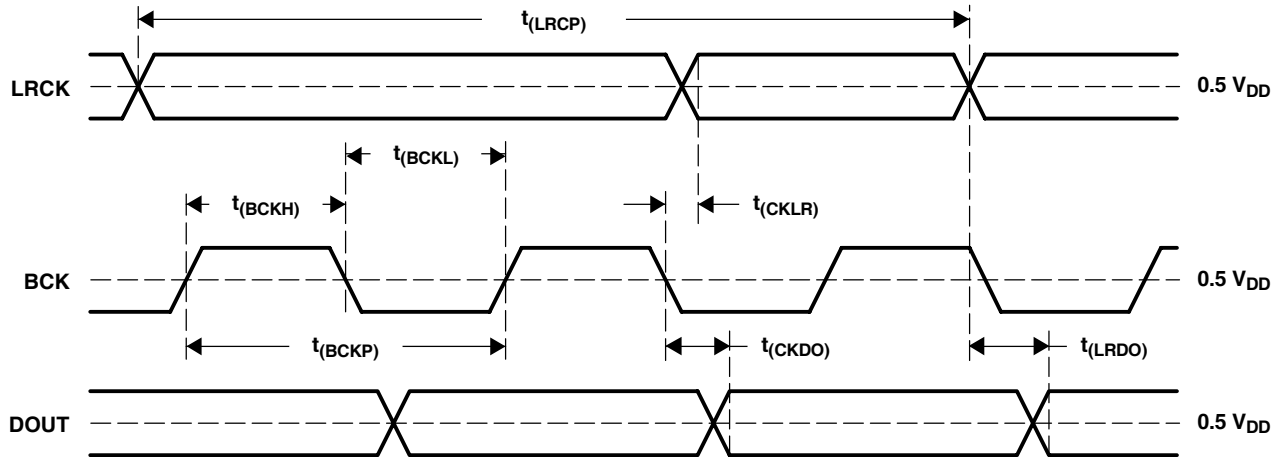 t(LRCP)
LRCK
0.5 VDD
t(BCKL)
t(BCKH)
t(CKLR)
BCK
0.5 VDD
t(BCKP)
t(CKDO)
t(LRDO)
DOUT
0.5 VDD